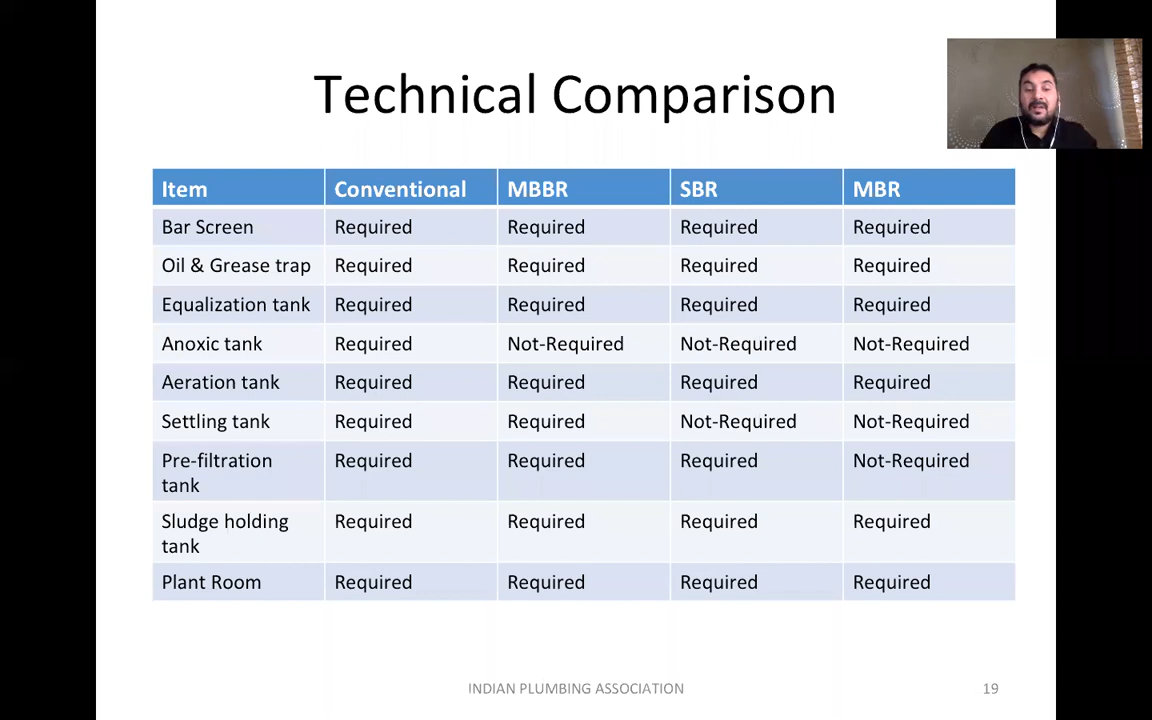 Technical Comparison
Item Conventional MBBR SBR MBR
Bar Screen Required Required Required Required
Oil & Grease trap Required Required Required Required
Equalization tank Required Required Required Required
Anoxic tank Required Not-Required Not-Required Not-Required
Aeration tank Required Required Required Required
Settling tank Required Required Not-Required Not-Required
Pre-filtration Required Required Required Not-Required
tank
Sludge holding Required Required Required Required
tank
Plant Room Required Required Required Required
INDIAN PLUMBING ASSOCIATION 19